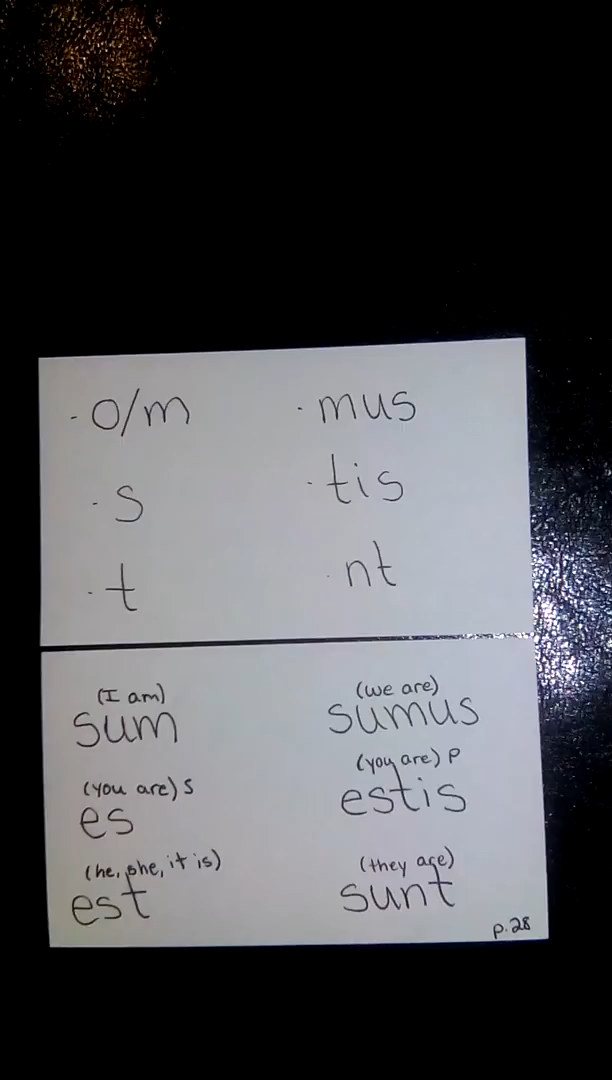 -o/m -mus
-s -tis
-t -nt
(I am) (we are)
sum sumus
(you are) S (you are) P
es estis
(he, she, it is) (they are)
est sunt
p.28